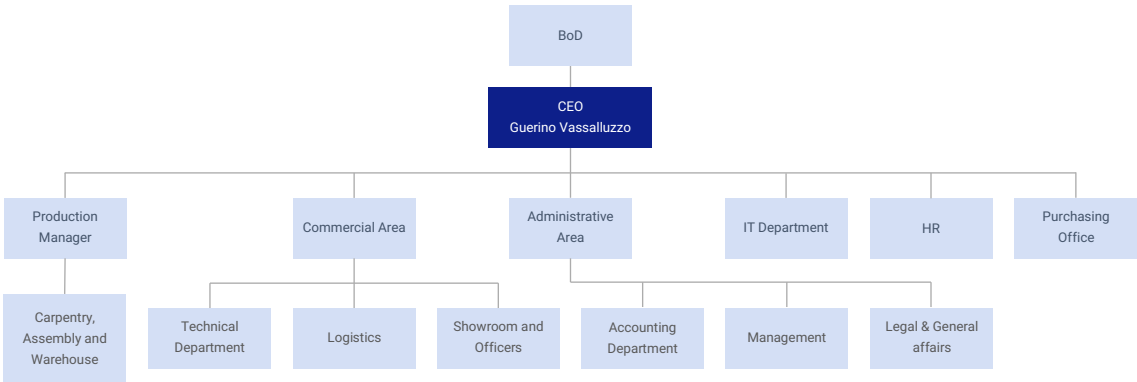 BoD
CEO
Guerino Vassalluzzo
Production
Manager
Commercial Area
Administrative
Area
IT Department
HR
Purchasing
Office
Carpentry,
Assembly and
Warehouse
Technical
Department
Logistics
Showroom and
Officers
Accounting
Department
Management
Legal & General
affairs